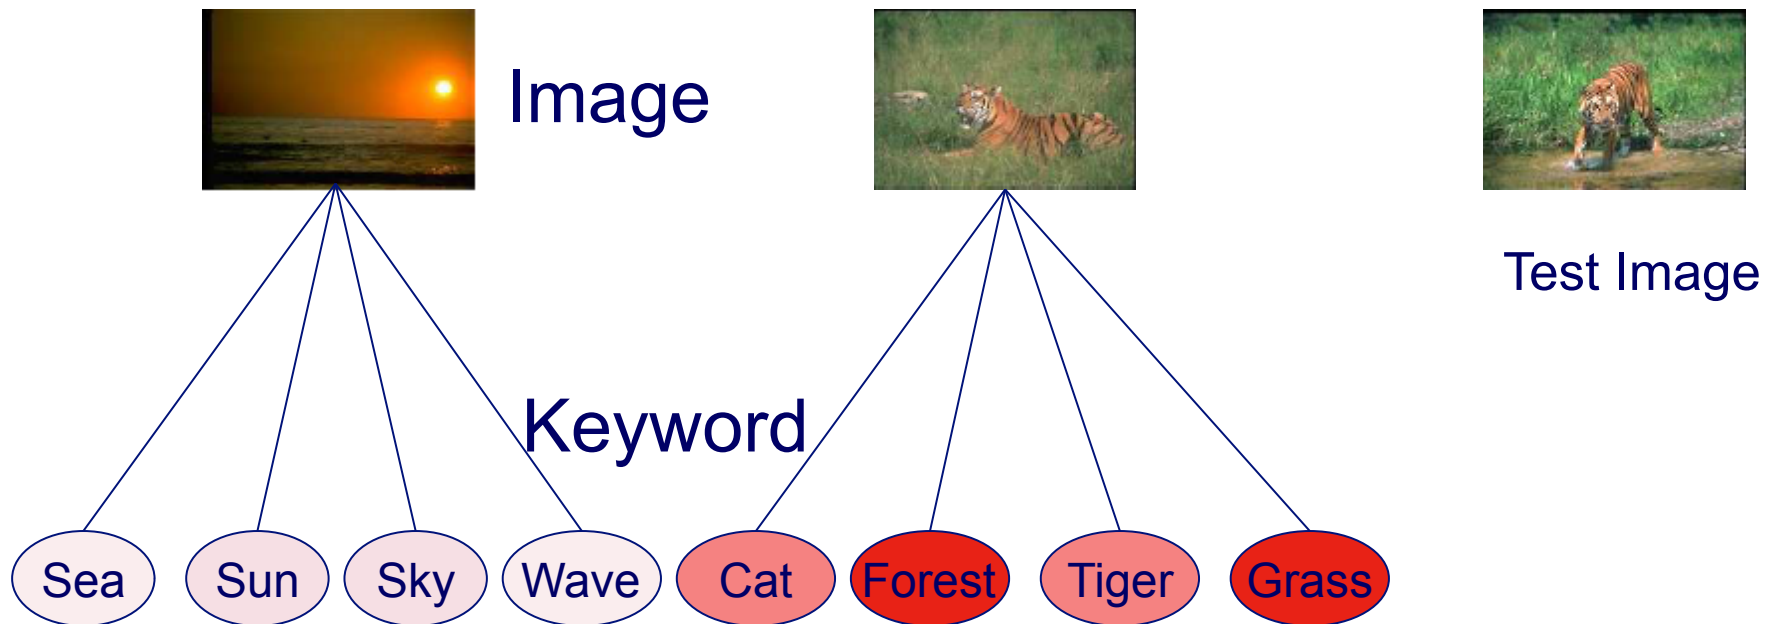 Image
Test Image
Keyword
Sea
Sun
Sky
Wave
Cat
Forest
Tiger
Grass